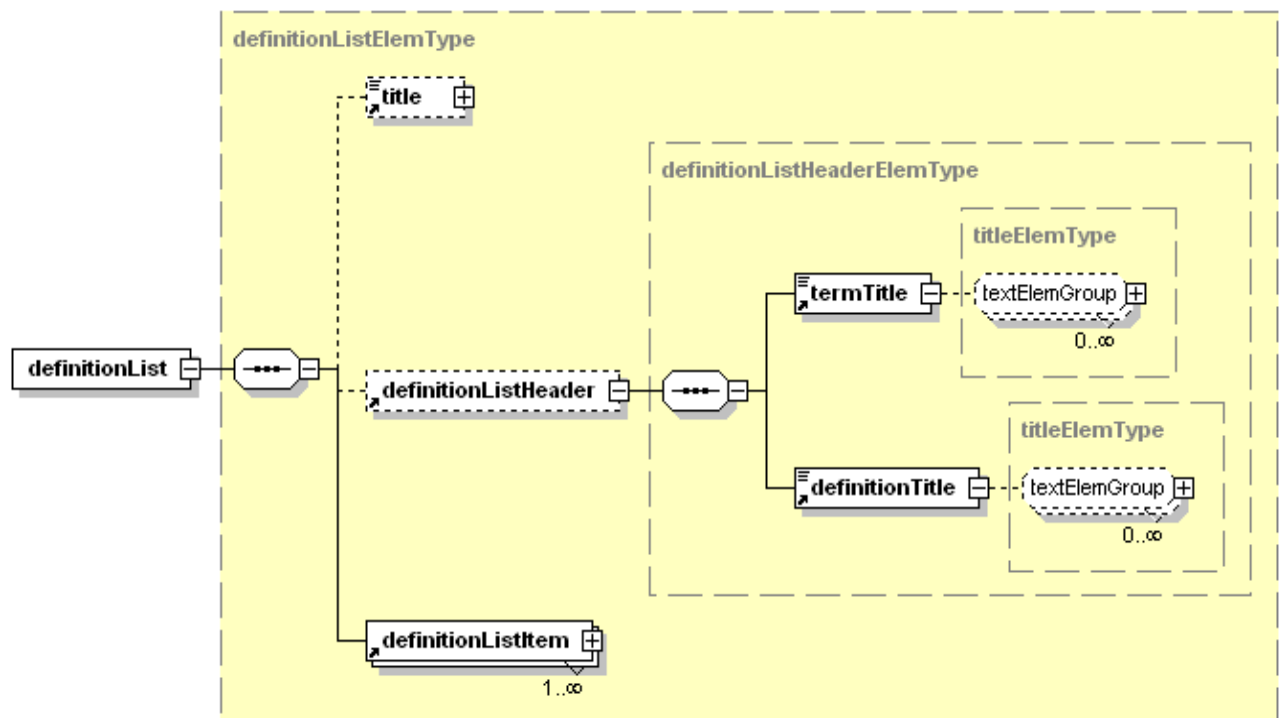 definitionListElemType
title
definitionListHeaderElemType
titleElemType
termTitle
textElemGroup
0..∞
definitionList
definitionListHeader
titleElemType
definitionTitle
textElemGroup
0..∞
definitionListItem
1..∞